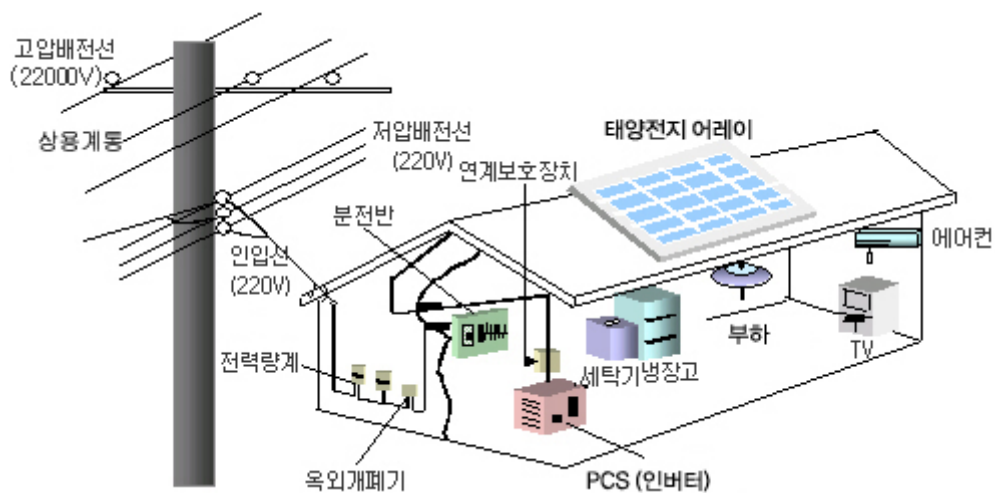 고압배전선
(22000V)
상용계통
저압배전선
(220V)
연계보호장치
태양전지 어레이
분전반
인입선
(220V)
에어컨
전력량계
부하
TV
세탁기
냉장고
옥외개폐기
PCS (인버터)